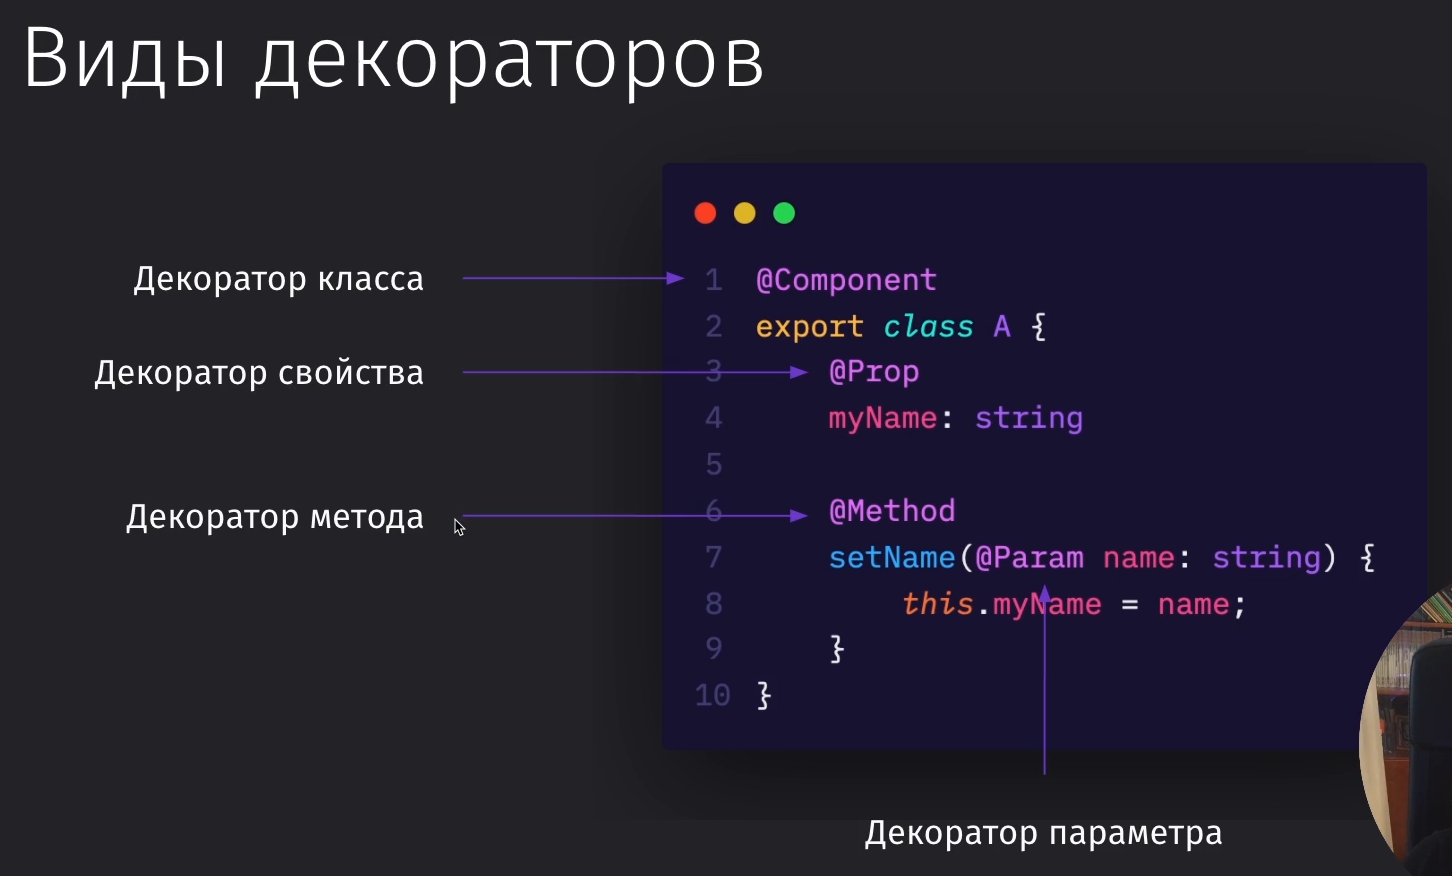 Виды декораторов
Декоратор класса
Декоратор свойства
Декоратор метода
1 @Component
2 export class A {
3 @Prop
4 myName: string
5
6 @Method
7 setName(@Param name: string) {
8 this.myName = name;
9 }
10 }
Декоратор параметра